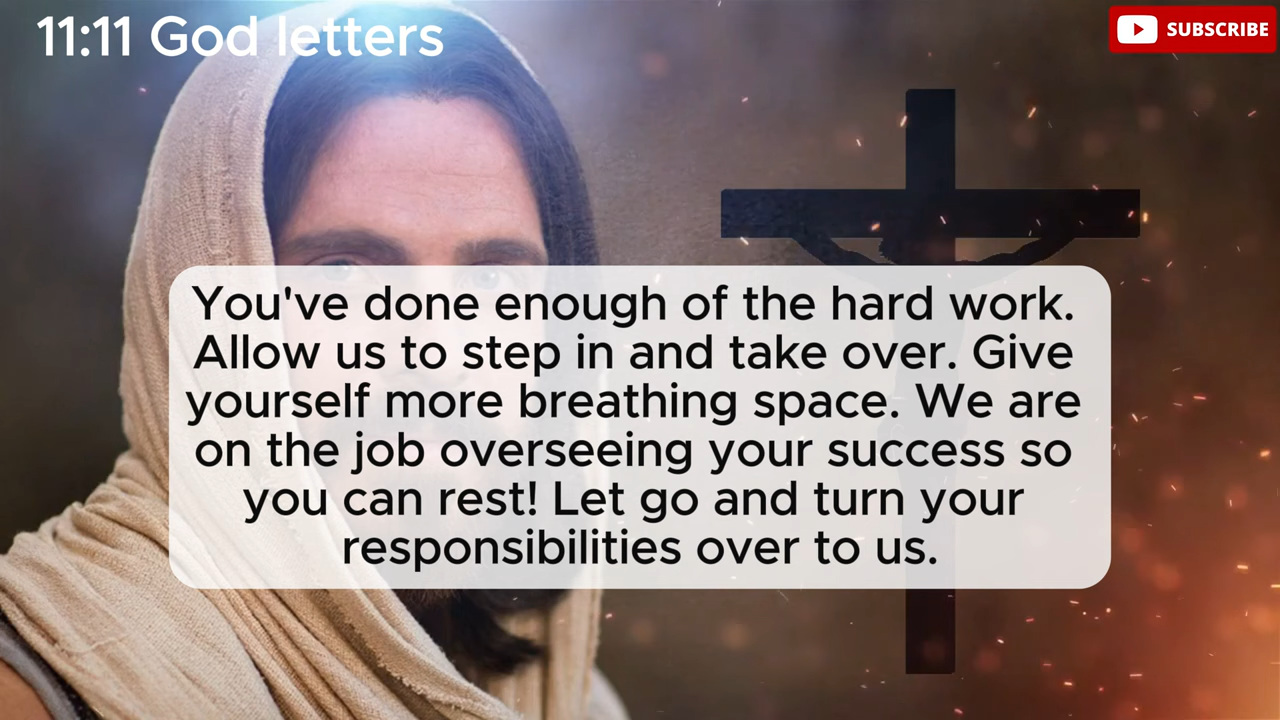 11:11 God letters
SUBSCRIBE
You've done enough of the hard work.
Allow us to step in and take over. Give
yourself more breathing space. We are
on the job overseeing your success so
you can rest! Let go and turn your
responsibilities over to us.